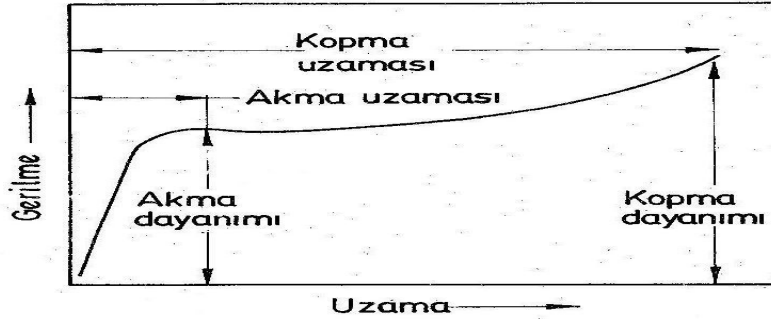 Kopma
uzaması
Akma uzaması
Gerilme
Akma
dayanımı
Kopma
dayanımı
Uzama